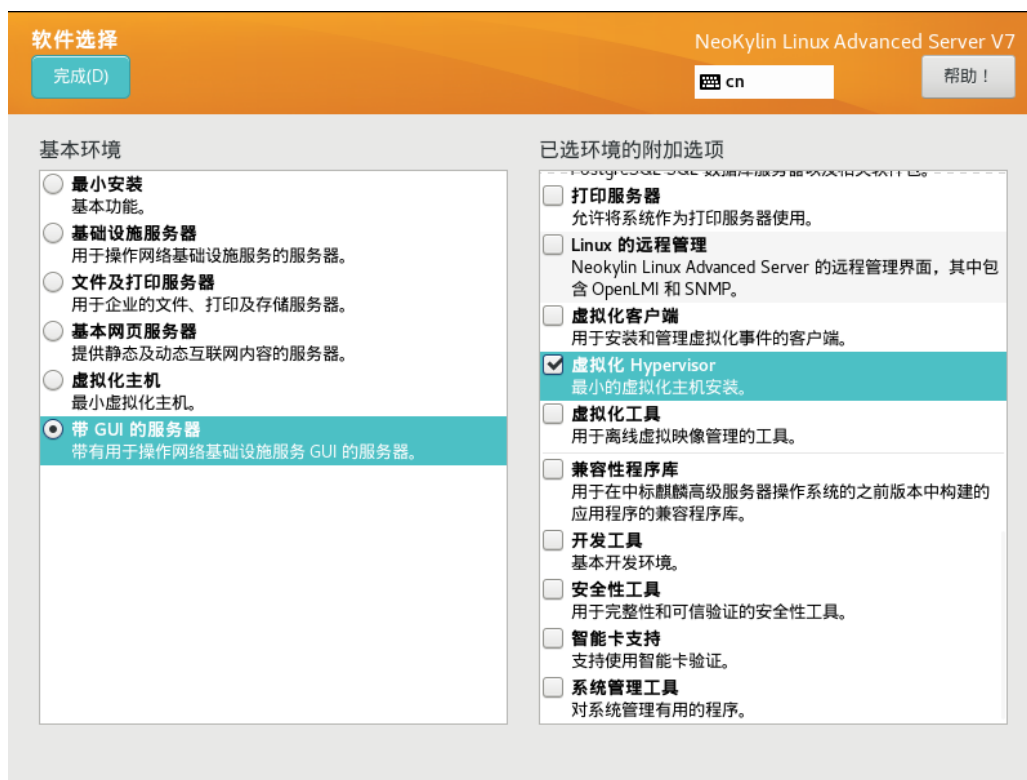 软件选择
NeoKylin Linux Advanced Server V7
完成(D)
cn
帮助！
基本环境
最小安装
基本功能。
基础设施服务器
用于操作网络基础设施服务的服务器。
文件及打印服务器
用于企业的文件、打印及存储服务器。
基本网页服务器
提供静态及动态互联网内容的服务器。
虚拟化主机
最小虚拟化主机。
带 GUI 的服务器
带有用于操作网络基础设施服务 GUI 的服务器。
已选环境的附加选项
PostgreSQL SQL 数据库服务器以及相关软件包。
打印服务器
允许将系统作为打印服务器使用。
Linux 的远程管理
Neokylin Linux Advanced Server 的远程管理界面，其中包
含 OpenLMI 和 SNMP。
虚拟化客户端
用于安装和管理虚拟化事件的客户端。
虚拟化 Hypervisor
最小的虚拟化主机安装。
虚拟化工具
用于离线虚拟映像管理的工具。
兼容性程序库
用于在中标麒麟高级服务器操作系统的之前版本中构建的
应用程序的兼容程序库。
开发工具
基本开发环境。
安全性工具
用于完整性和可信验证的安全性工具。
智能卡支持
支持使用智能卡验证。
系统管理工具
对系统管理有用的程序。